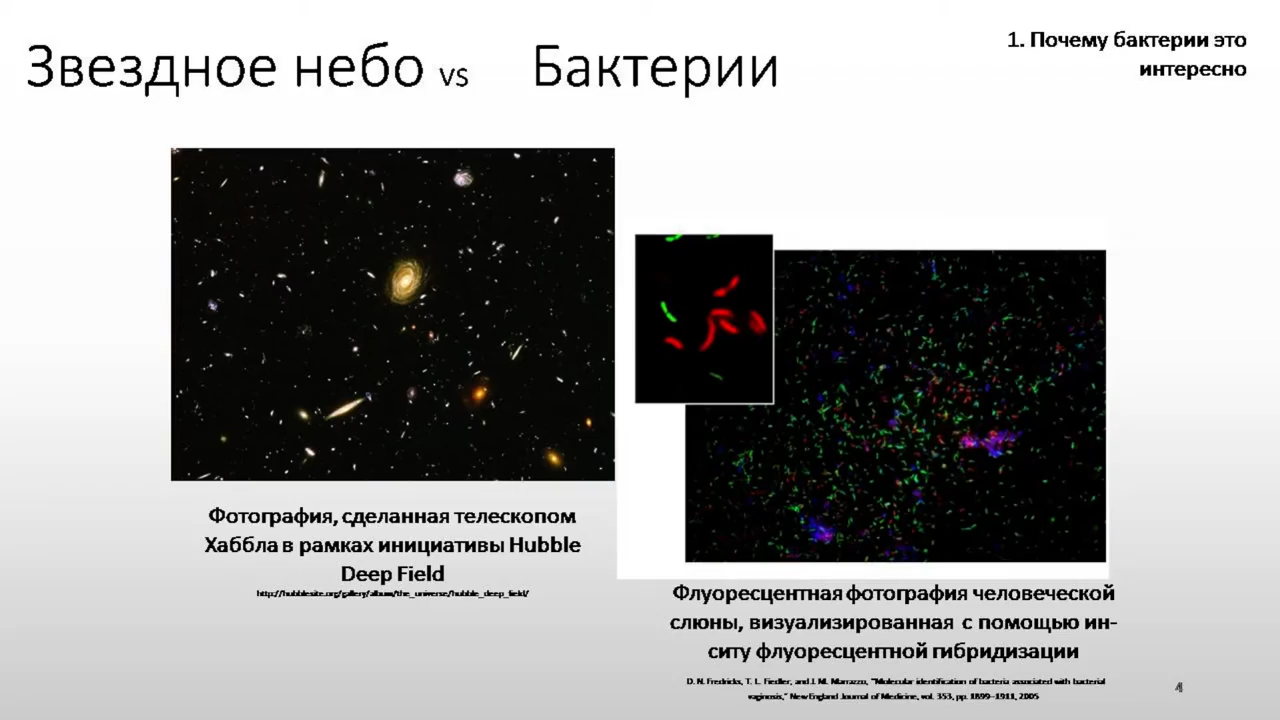 Звездное небо vs Бактерии
1. Почему бактерии это
интересно
Фотография, сделанная телескопом
Хаббла в рамках инициативы Hubble
Deep Field
http://hubblesite.org/gallery/album/the_universe/hubble_deep_field/
Флуоресцентная фотография человеческой
слюны, визуализированная с помощью ин-
ситу флуоресцентной гибридизации
D. N. Fredricks, T. L. Fiedler, and J. M. Marrazzo, "Molecular identification of bacteria associated with bacterial
vaginosis," New England Journal of Medicine, vol. 353, pp. 1899–1911, 2005
4